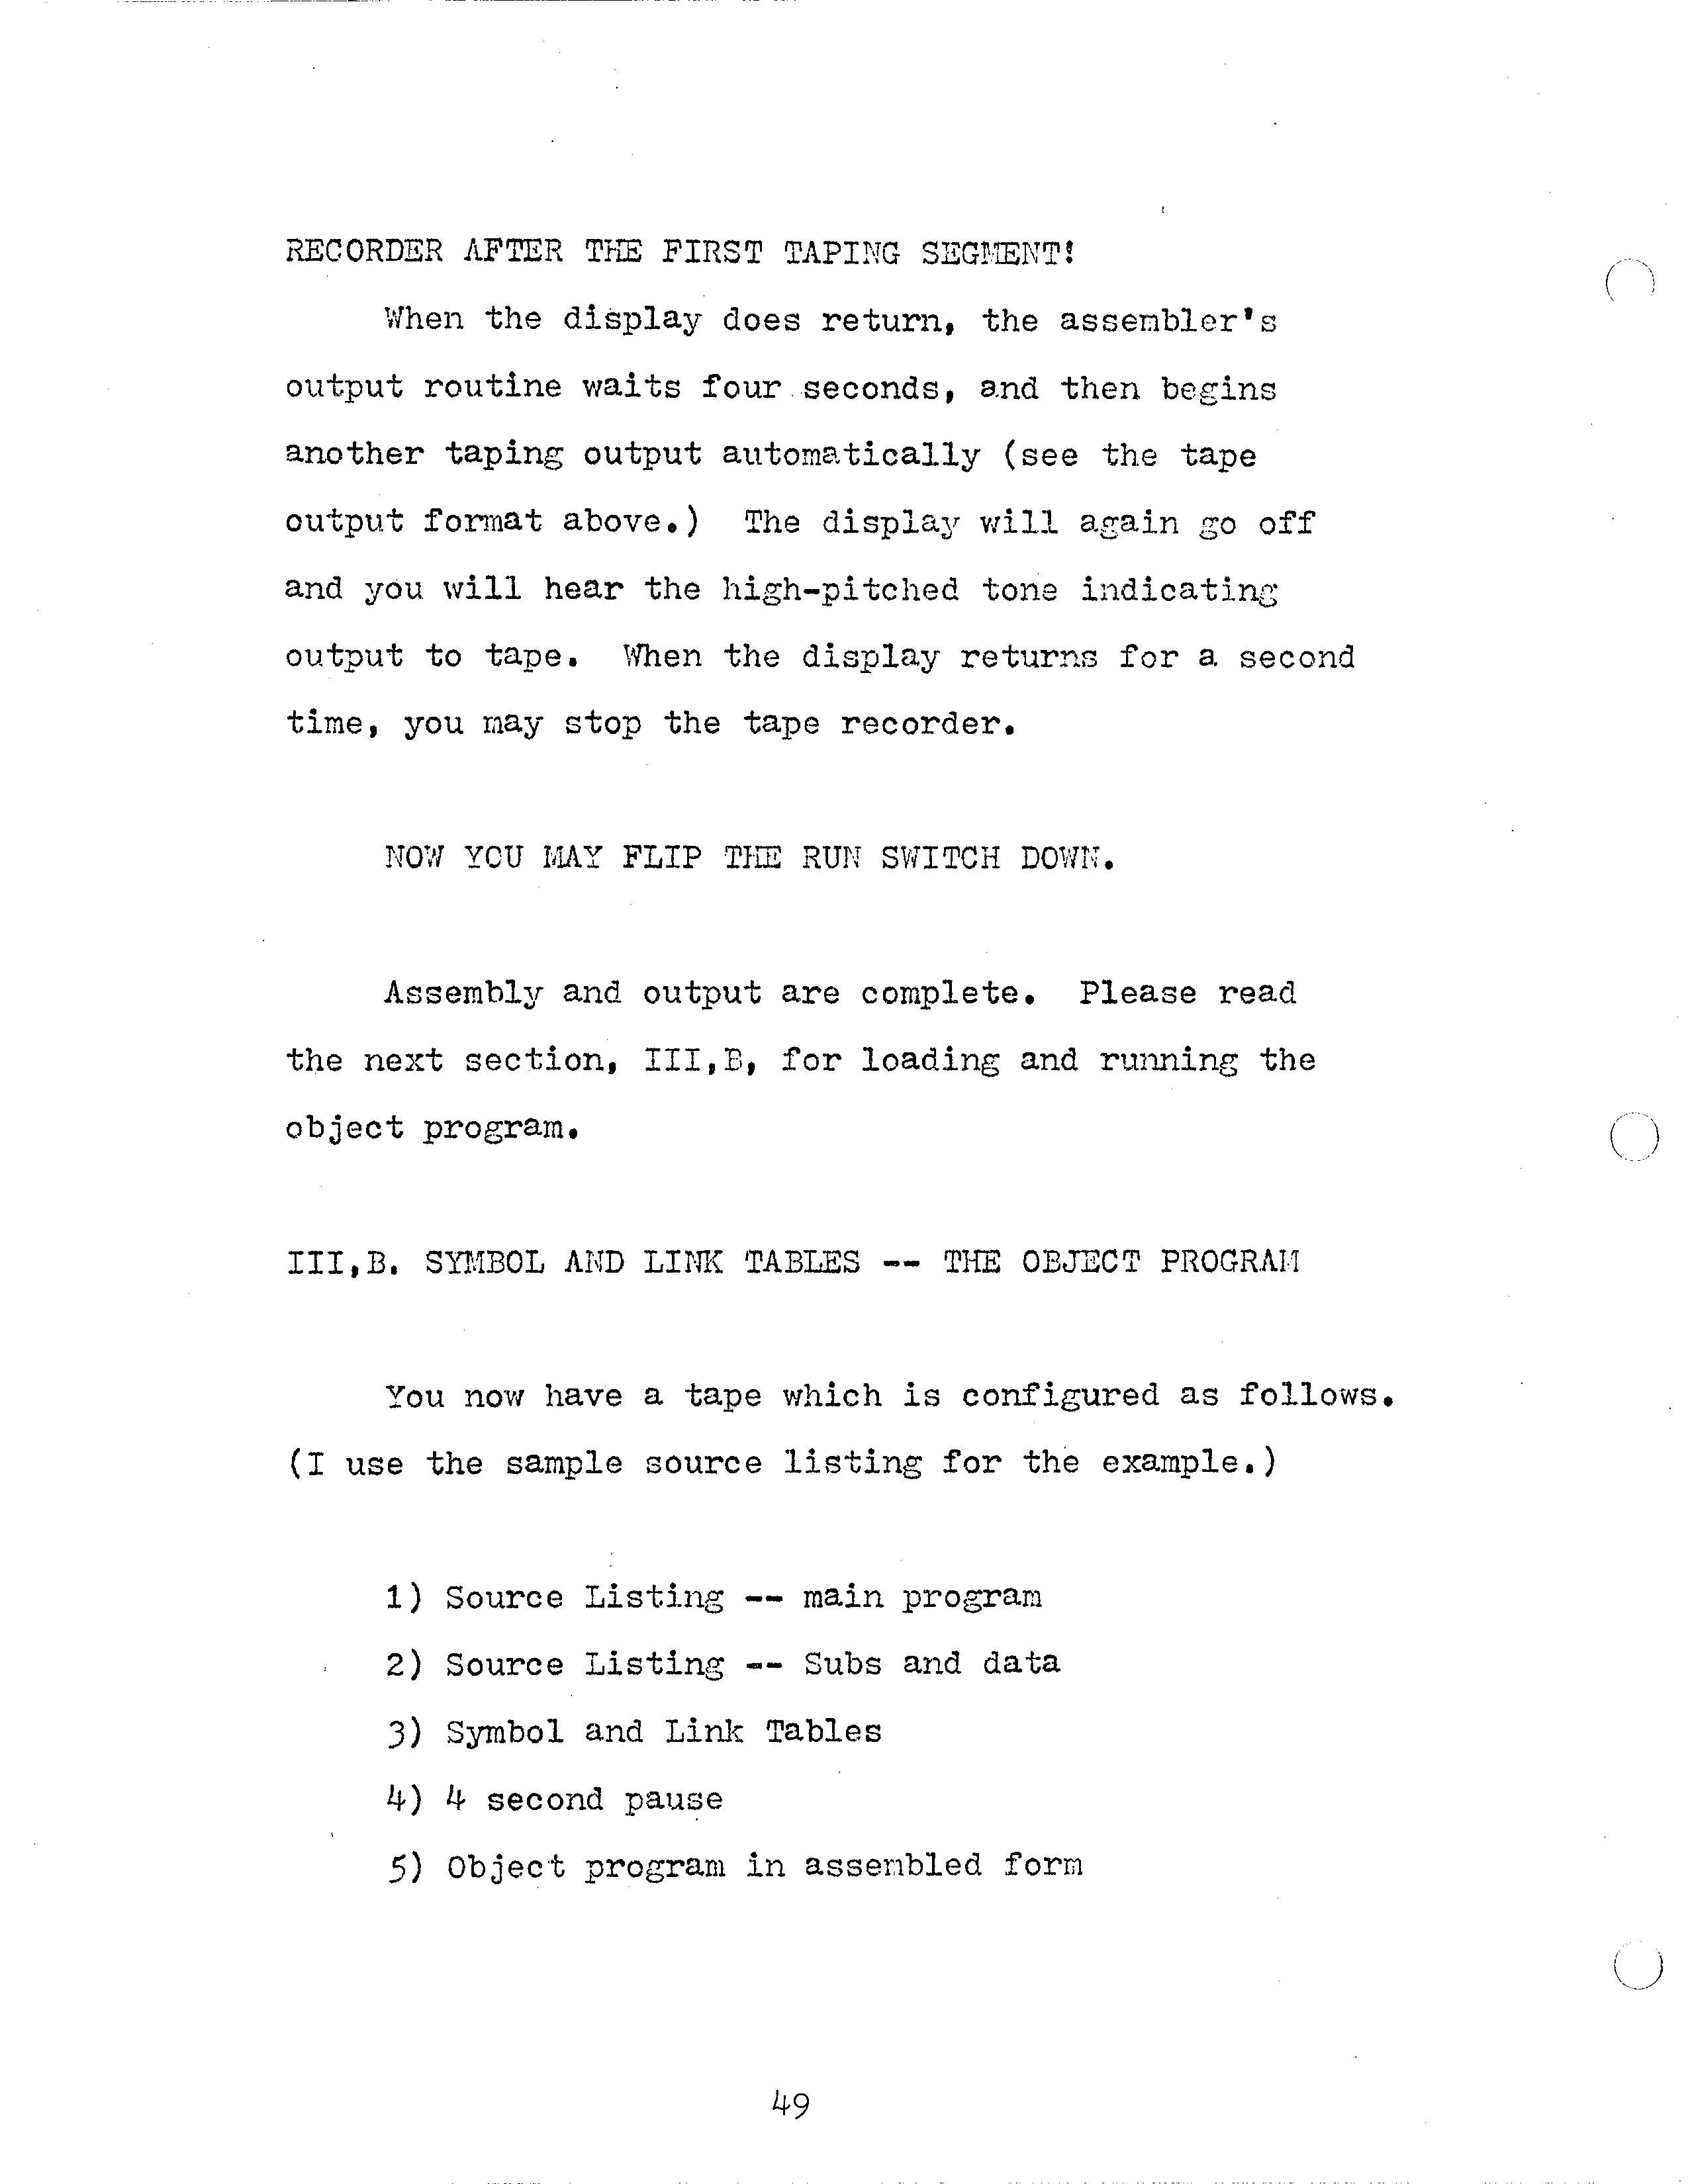 RECORDER AFTER THE FIRST TAPING SEGMENT!
When the display does return, the assembler's
output routine waits four seconds, and then begins
another taping output automatically (see the tape
output format above.) The display will again go off
and you will hear the high-pitched tone indicating
output to tape. When the display returns for a second
time, you may stop the tape recorder.
NOW YOU MAY FLIP THE RUN SWITCH DOWN.
Assembly and output are complete. Please read
the next section, III,B, for loading and running the
object program.
III,B. SYMBOL AND LINK TABLES -- THE OBJECT PROGRAM
You now have a tape which is configured as follows.
(I use the sample source listing for the example.)
1) Source Listing -- main program
2) Source Listing -- Subs and data
3) Symbol and Link Tables
4) 4 second pause
5) Object program in assembled form
49